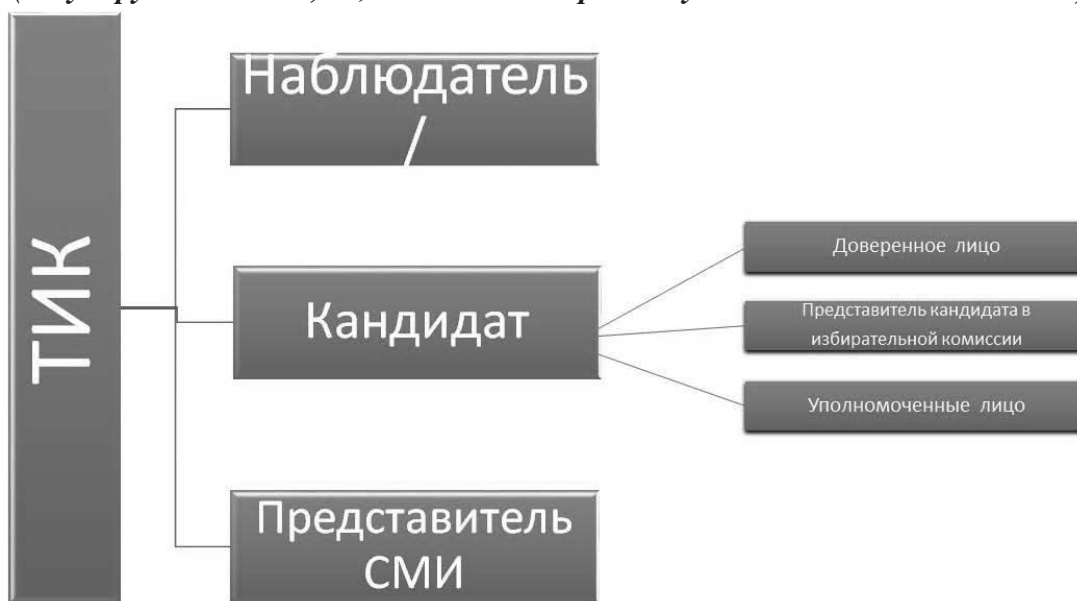 ТИК
Наблюдатель
/
Кандидат
Доверенное лицо
Представитель кандидата в
избирательной комиссии
Уполномоченные лицо
Представитель
СМИ